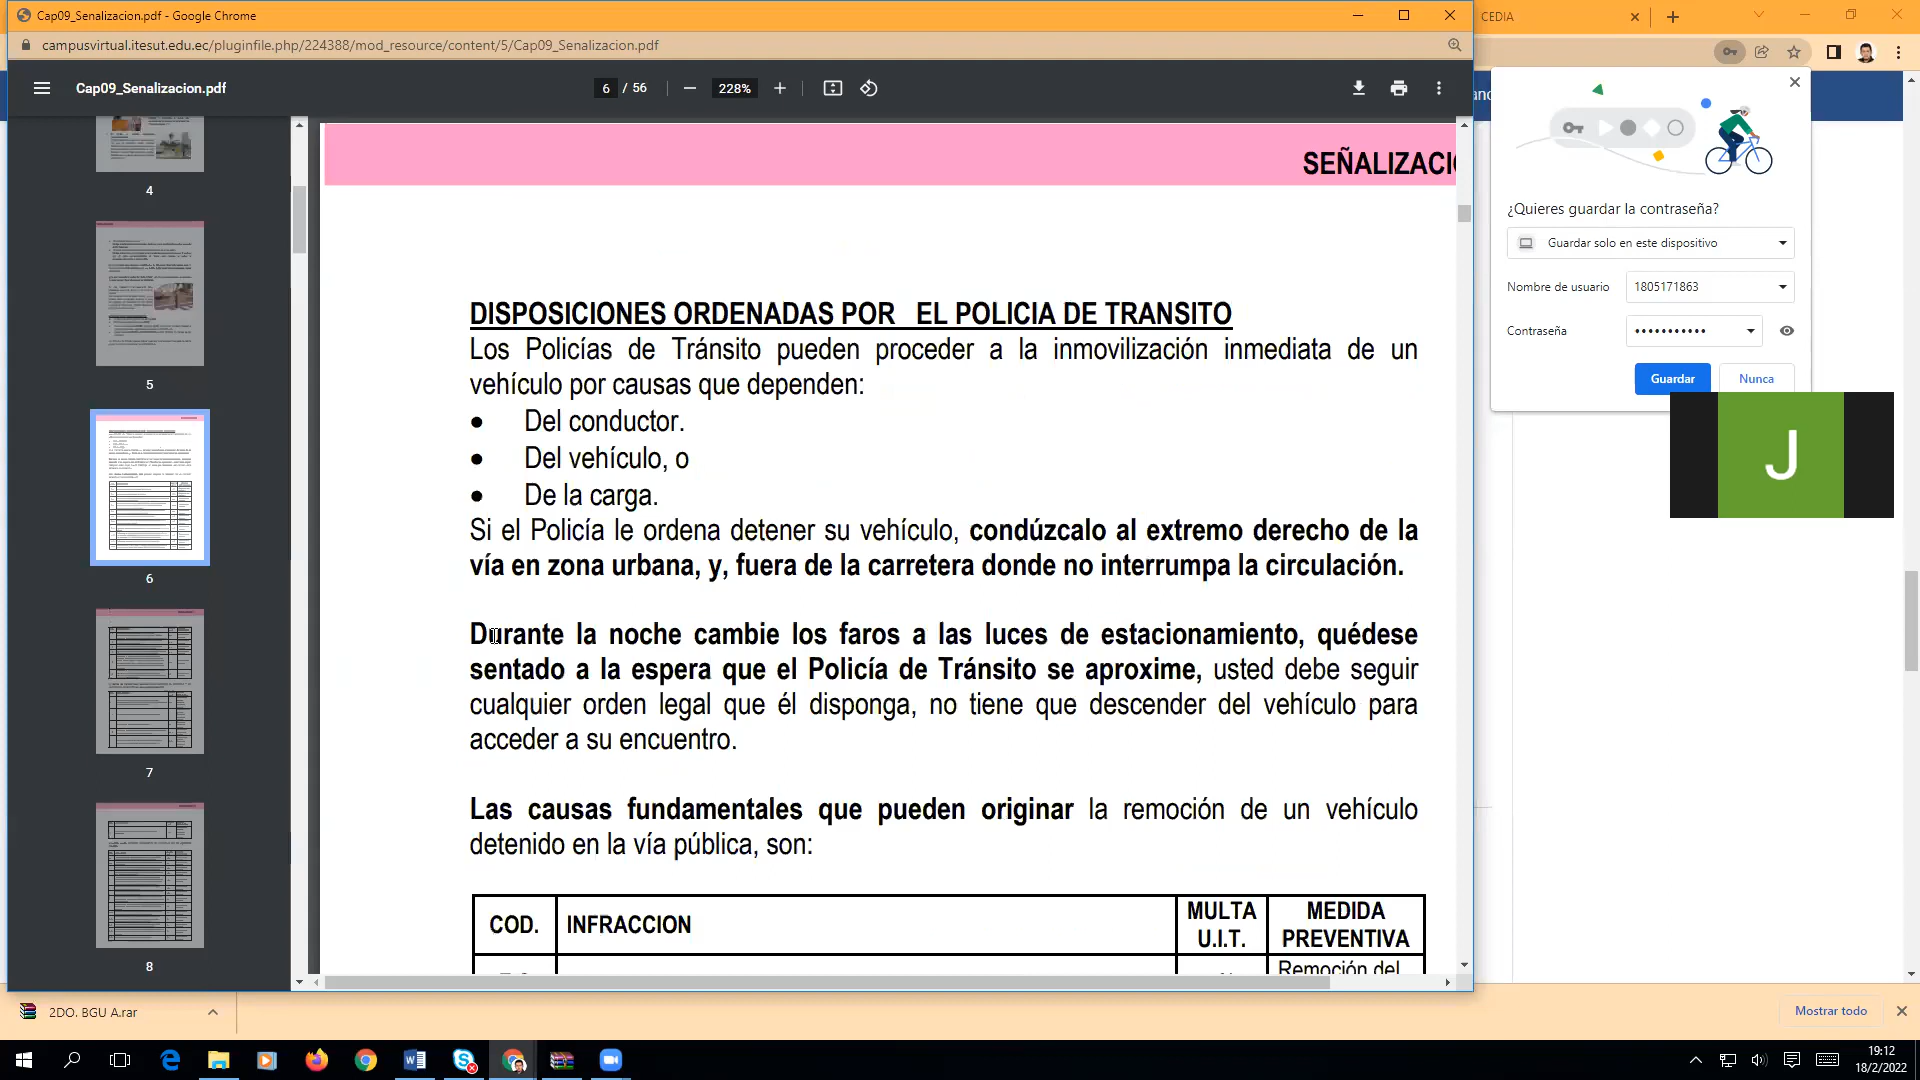 Cap09_Senalizacion.pdf - Google Chrome
CEDIA
campusvirtual.itesut.edu.ec/pluginfile.php/224388/mod_resource/content/5/Cap09_Senalizacion.pdf
Cap09_Senalizacion.pdf
6 / 56
228%
4
5
6
7
8
SEÑALIZACI
DISPOSICIONES ORDENADAS POR EL POLICIA DE TRANSITO
Los Policías de Tránsito pueden proceder a la inmovilización inmediata de un
vehículo por causas que dependen:
• Del conductor.
• Del vehículo, o
• De la carga.
Si el Policía le ordena detener su vehículo, condúzcalo al extremo derecho de la
vía en zona urbana, y, fuera de la carretera donde no interrumpa la circulación.
Durante la noche cambie los faros a las luces de estacionamiento, quédese
sentado a la espera que el Policía de Tránsito se aproxime, usted debe seguir
cualquier orden legal que él disponga, no tiene que descender del vehículo para
acceder a su encuentro.
Las causas fundamentales que pueden originar la remoción de un vehículo
detenido en la vía pública, son:
COD.
INFRACCION
MULTA
U.I.T.
MEDIDA
PREVENTIVA
Remoción del
¿Quieres guardar la contraseña?
Guardar solo en este dispositivo
Nombre de usuario
1805171863
Contraseña
•••••••••••
Guardar
Nunca
J
2DO. BGU A.rar
Mostrar todo
19:12
18/2/2022